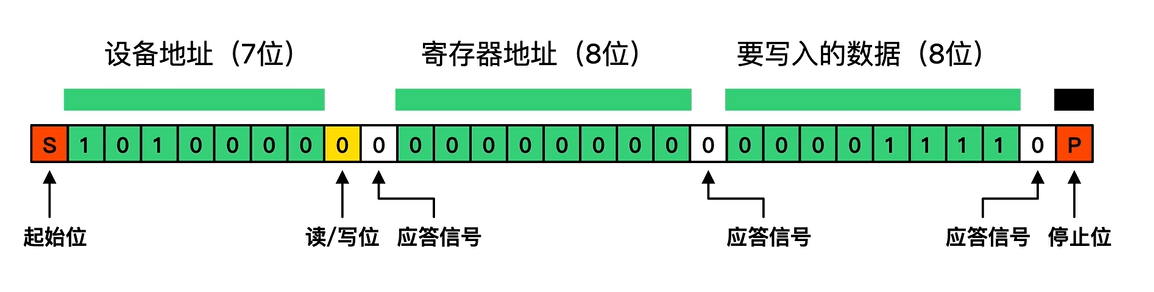 设备地址（7位） 寄存器地址（8位） 要写入的数据（8位）
S 1 0 1 0 0 0 0 0 0 0 0 0 0 0 0 0 0 0 0 0 0 0 1 1 1 1 0 P
起始位 读/写位 应答信号 应答信号 应答信号 停止位